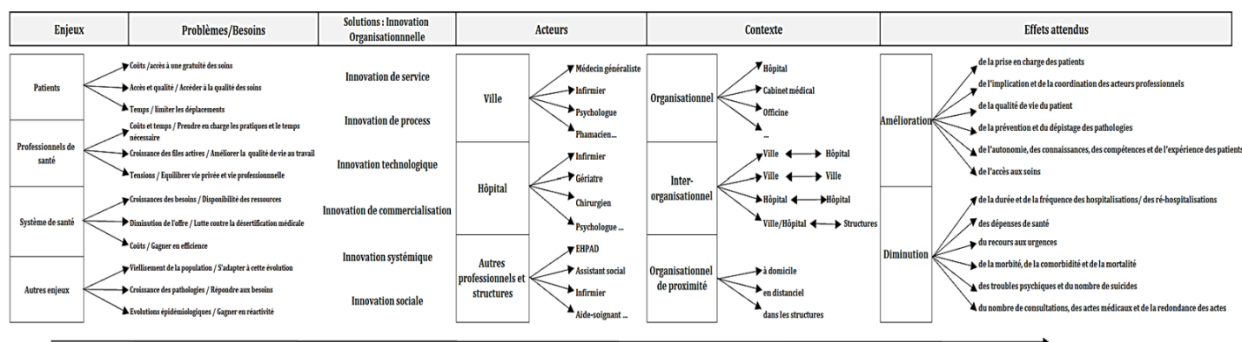 Enjeux
Problèmes/Besoins
Solutions : Innovation
Organisationnnelle
Acteurs
Contexte
Effets attendus
Patients
Coûts /accès à une gratuité des soins
Accès et qualité / Accéder à la qualité des soins
Temps / limiter les déplacements
Professionnels de
santé
Coûts et temps / Prendre en charge les pratiques et le temps
nécessaire
Croissance des files actives / Améliorer la qualité de vie au travail
Tensions / Equilibrer vie privée et vie professionnnelle
Système de santé
Croissances des besoins / Disponibilité des ressources
Diminution de l'offre / Lutte contre la désertification médicale
Coûts / Gagner en efficience
Autres enjeux
Viellisement de la population / S'adapter à cette évolution
Croissance des pathologies / Répondre aux besoins
Evolutions épidémiologiques / Gagner en réactivité
Innovation de service
Innovation de process
Innovation technologique
Innovation de commercialisation
Innovation systémique
Innovation sociale
Ville
Médecin généraliste
Infirmier
Psychologue
Phamacien...
Hôpital
Infirmier
Gériatre
Chirurgien
Psychologue ...
Autres
professionnels et
structures
EHPAD
Assistant social
Infirmier
Aide-soignant ...
Organisationnel
Hôpital
Cabinet médical
Officine
...
Inter-
organisationnel
Ville Hôpital
Ville Ville
Hôpital Hôpital
Ville/Hôpital Structures
Organisationnel
de proximité
à domicile
en distanciel
dans les structures
Amélioration
de la prise en charge des patients
de l'implication et de la coordination des acteurs professionnels
de la qualité de vie du patient
de la prévention et du dépistage des pathologies
de l'autonomie, des connaissances, des compétences et de l'expérience des patients
de l'accès aux soins
Diminution
de la durée et de la fréquence des hospitalisations/ des ré-hospitalisations
des dépenses de santé
du recours aux urgences
de la morbité, de la comorbidité et de la mortalité
des troubles psychiques et du nombre de suicides
du nombre de consultations, des actes médicaux et de la redondance des actes